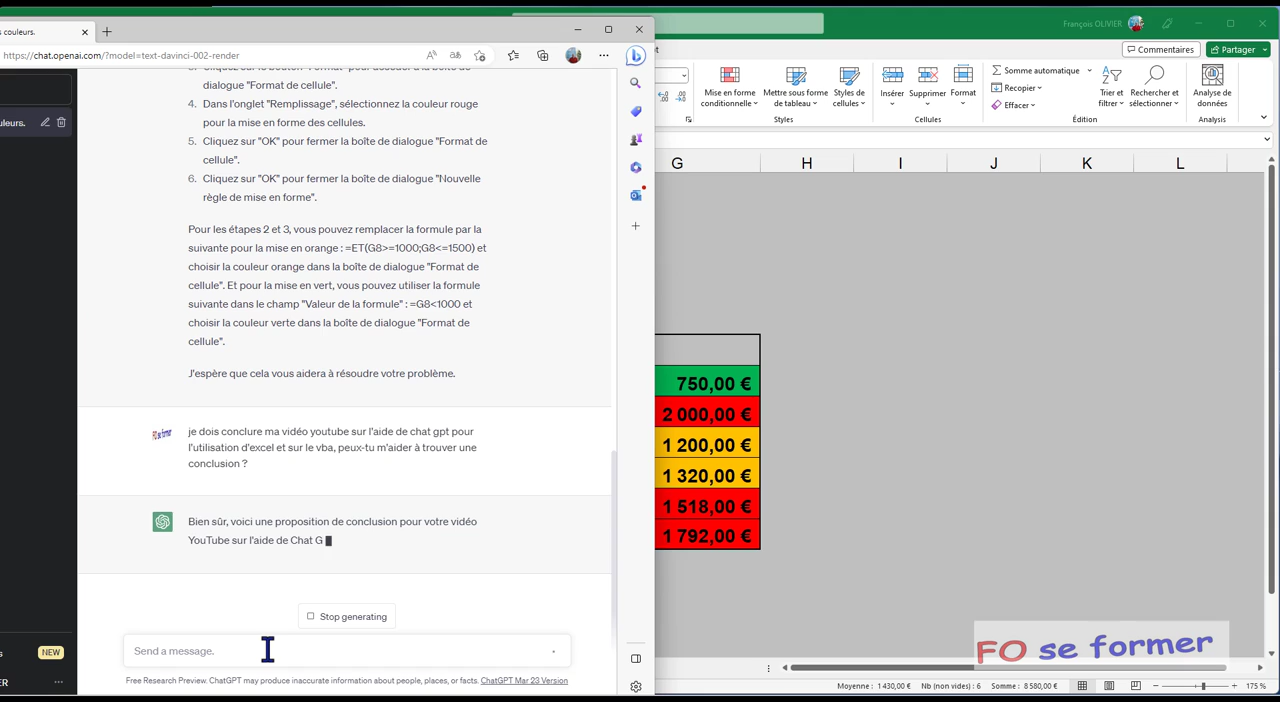 s couleurs.
François OLIVIER
https://chat.openai.com/?model=text-davinci-002-render
Commentaires
Partager
Mise en forme conditionnelle
Mettre sous forme de tableau
Styles de cellules
Insérer
Supprimer
Format
Somme automatique
Recopier
Effacer
Trier et filtrer
Rechercher et sélectionner
Analyse de données
Styles
Cellules
Édition
Analysis
G H I J K L
uleurs.
dialogue "Format de cellule".
4. Dans l'onglet "Remplissage", sélectionnez la couleur rouge
pour la mise en forme des cellules.
5. Cliquez sur "OK" pour fermer la boîte de dialogue "Format de
cellule".
6. Cliquez sur "OK" pour fermer la boîte de dialogue "Nouvelle
règle de mise en forme".
Pour les étapes 2 et 3, vous pouvez remplacer la formule par la
suivante pour la mise en orange : =ET(G8>=1000;G8<=1500) et
choisir la couleur orange dans la boîte de dialogue "Format de
cellule". Et pour la mise en vert, vous pouvez utiliser la formule
suivante dans le champ "Valeur de la formule" : =G8<1000 et
choisir la couleur verte dans la boîte de dialogue "Format de
cellule".
J'espère que cela vous aidera à résoudre votre problème.
je dois conclure ma vidéo youtube sur l'aide de chat gpt pour
l'utilisation d'excel et sur le vba, peux-tu m'aider à trouver une
conclusion ?
Bien sûr, voici une proposition de conclusion pour votre vidéo
YouTube sur l'aide de Chat G
750,00 €
2 000,00 €
1 200,00 €
1 320,00 €
1 518,00 €
1 792,00 €
Stop generating
Send a message.
NEW
Free Research Preview. ChatGPT may produce inaccurate information about people, places, or facts. ChatGPT Mar 23 Version
FO se former
Moyenne : 1 430,00 € Nb (non vides) : 6 Somme : 8 580,00 €
175 %